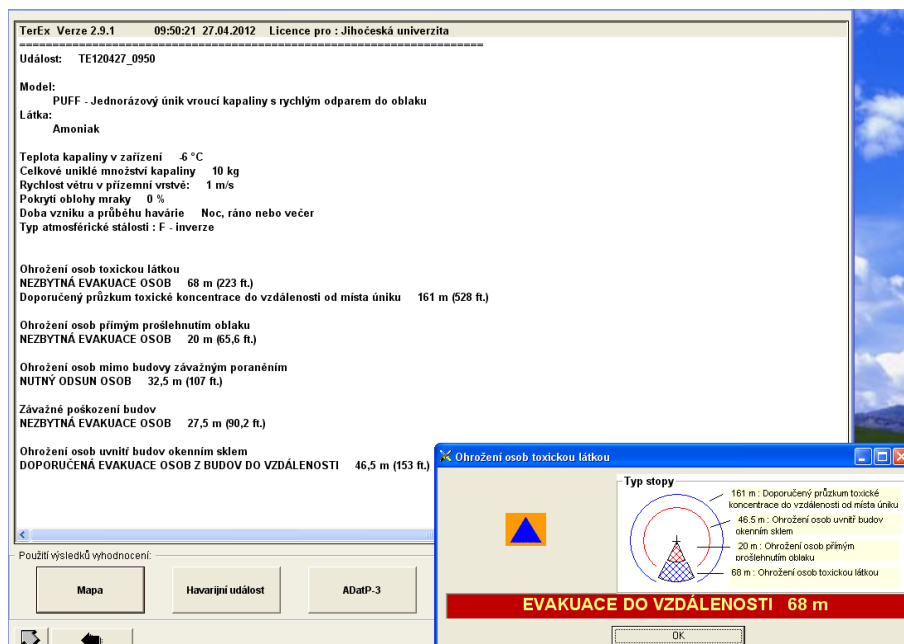 TerEx Verze 2.9.1 09:50:21 27.04.2012 Licence pro : Jihočeská univerzita
==================================================================
Událost: TE120427_0950
Model:
PUFF - Jednorázový únik vroucí kapaliny s rychlým odparem do oblaku
Látka:
Amoniak
Teplota kapaliny v zařízení -6 °C
Celkové uniklé množství kapaliny 10 kg
Rychlost větru v přízemní vrstvě: 1 m/s
Pokrytí oblohy mraky 0 %
Doba vzniku a průběhu havárie Noc, ráno nebo večer
Typ atmosférické stálosti : F - inverze
Ohrožení osob toxickou látkou
NEZBYTNÁ EVAKUACE OSOB 68 m (223 ft.)
Doporučený průzkum toxické koncentrace do vzdálenosti od místa úniku 161 m (528 ft.)
Ohrožení osob přímým prošlehnutím oblaku
NEZBYTNÁ EVAKUACE OSOB 20 m (65,6 ft.)
Ohrožení osob mimo budovy závažným poraněním
NUTNÝ ODSUN OSOB 32,5 m (107 ft.)
Závažné poškození budov
NEZBYTNÁ EVAKUACE OSOB 27,5 m (90,2 ft.)
Ohrožení osob uvnitř budov okenním sklem
DOPORUČENÁ EVAKUACE OSOB Z BUDOV DO VZDÁLENOSTI 46,5 m (153 ft.)
Použití výsledků vyhodnocení:
Mapa
Havarijní událost
ADatP-3
Ohrožení osob toxickou látkou
Typ stopy
161 m : Doporučený průzkum toxické
koncentrace do vzdálenosti od místa úniku
46.5 m : Ohrožení osob uvnitř budov
okenním sklem
20 m : Ohrožení osob přímým
prošlehnutím oblaku
68 m : Ohrožení osob toxickou látkou
EVAKUACE DO VZDÁLENOSTI 68 m
OK